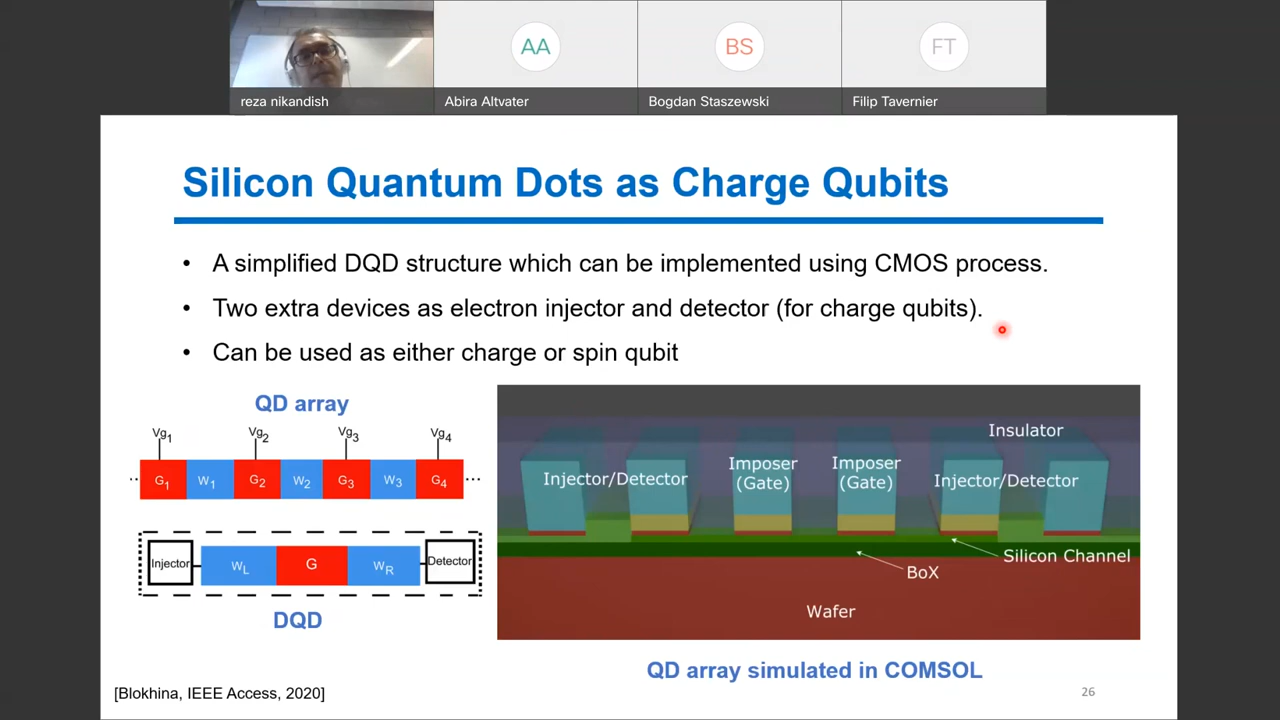 AA
BS
FT
reza nikandish
Abira Altvater
Bogdan Staszewski
Filip Tavernier
Silicon Quantum Dots as Charge Qubits
• A simplified DQD structure which can be implemented using CMOS process.
• Two extra devices as electron injector and detector (for charge qubits).
• Can be used as either charge or spin qubit
QD array
Vg1 Vg2 Vg3 Vg4
.. G1 W1 G2 W2 G3 W3 G4 ...
Injector WL G WR Detector
DQD
Insulator
Injector/Detector
Imposer
(Gate)
Imposer
(Gate)
Injector/Detector
Silicon Channel
BoX
Wafer
QD array simulated in COMSOL
[Blokhina, IEEE Access, 2020]
26